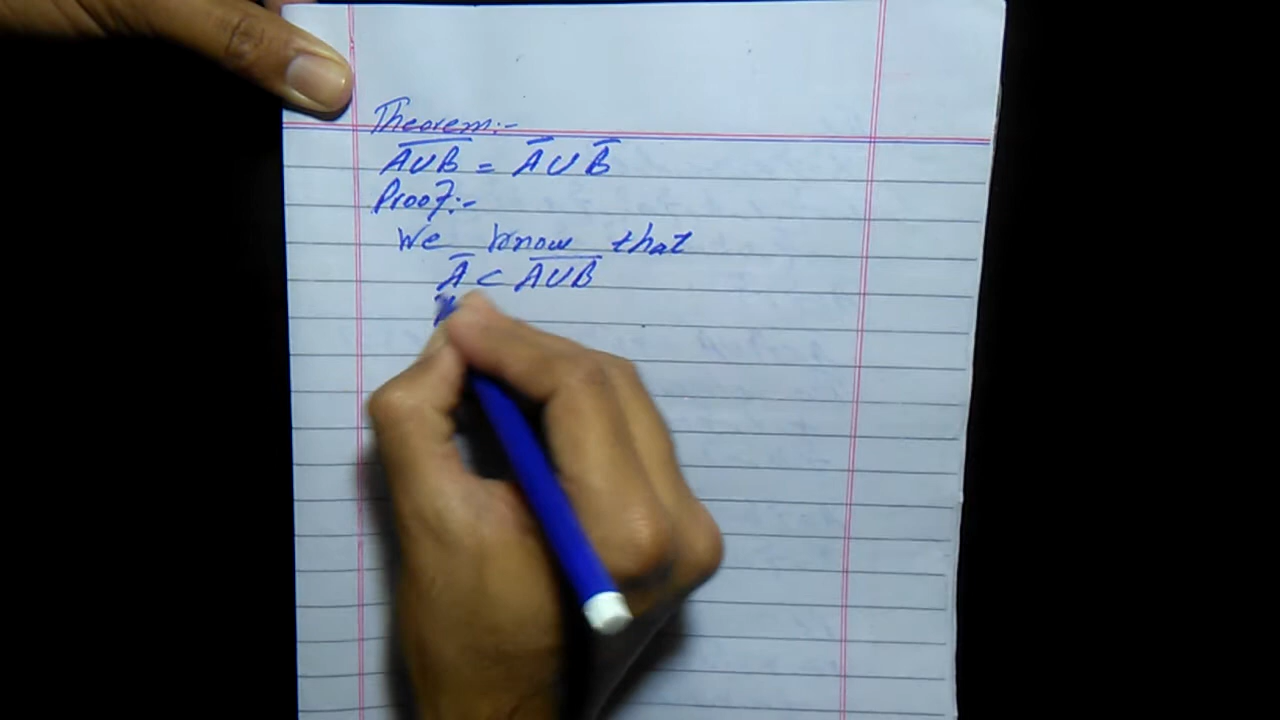 Theorem:-
A̅U̅B̅ = A̅ U B̅
Proof:-
We know that
A̅ ⊂ A̅U̅B̅